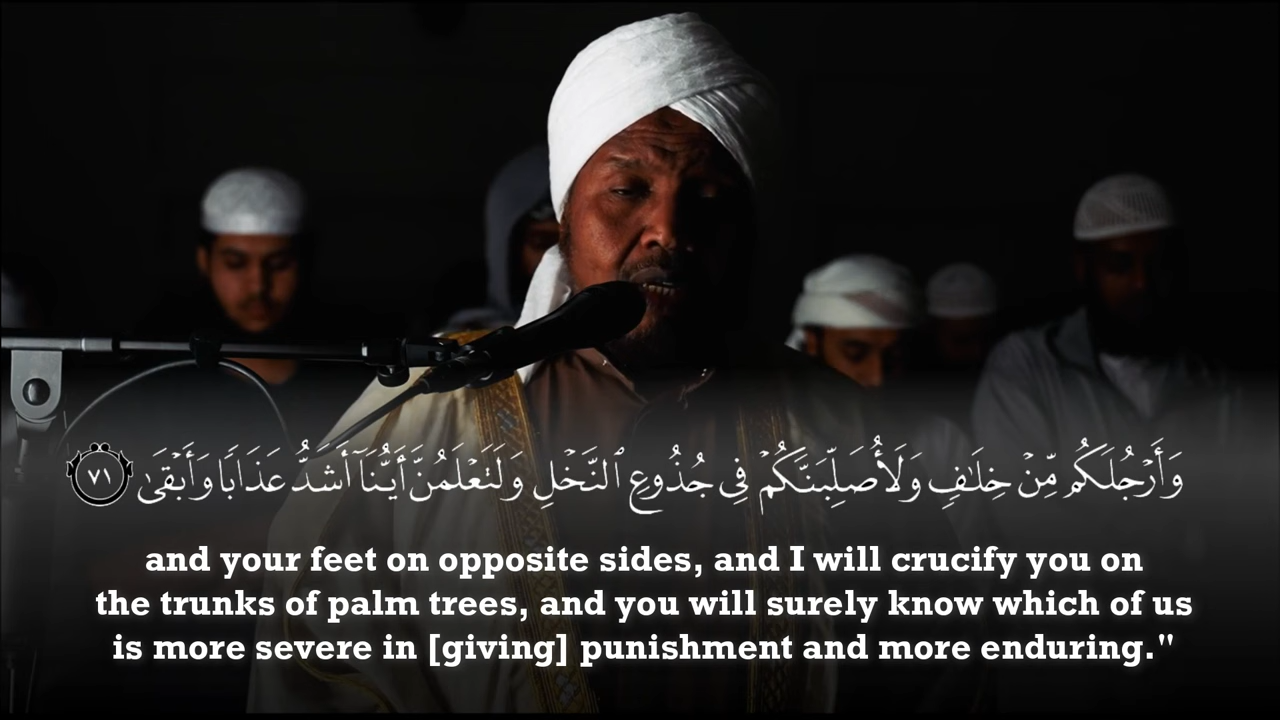 وَأَرْجُلَكُم مِّنْ خِلَٰفٍ وَلَأُصَلِّبَنَّكُمْ فِى جُذُوعِ ٱلنَّخْلِ وَلَتَعْلَمُنَّ أَيُّنَآ أَشَدُّ عَذَابًا وَأَبْقَىٰ ٧١
and your feet on opposite sides, and I will crucify you on
the trunks of palm trees, and you will surely know which of us
is more severe in [giving] punishment and more enduring."